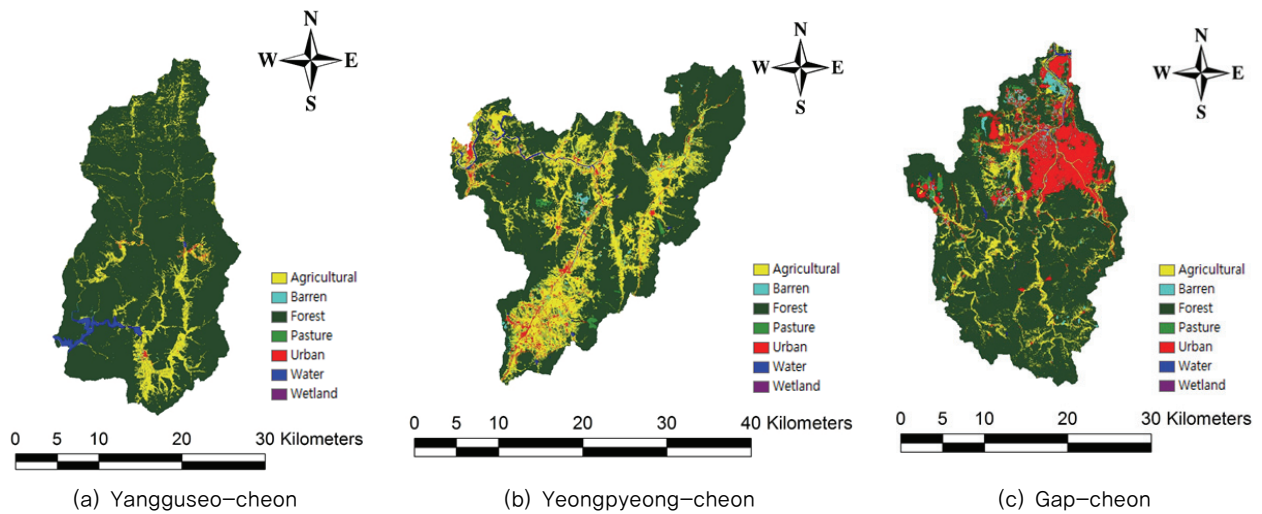 N
W E
S
Agricultural
Barren
Forest
Pasture
Urban
Water
Wetland
0 5 10 20 30 Kilometers
(a) Yangguseo-cheon
N
W E
S
Agricultural
Barren
Forest
Pasture
Urban
Water
Wetland
0 5 10 20 30 40 Kilometers
(b) Yeongpyeong-cheon
N
W E
S
Agricultural
Barren
Forest
Pasture
Urban
Water
Wetland
0 5 10 20 30 Kilometers
(c) Gap-cheon